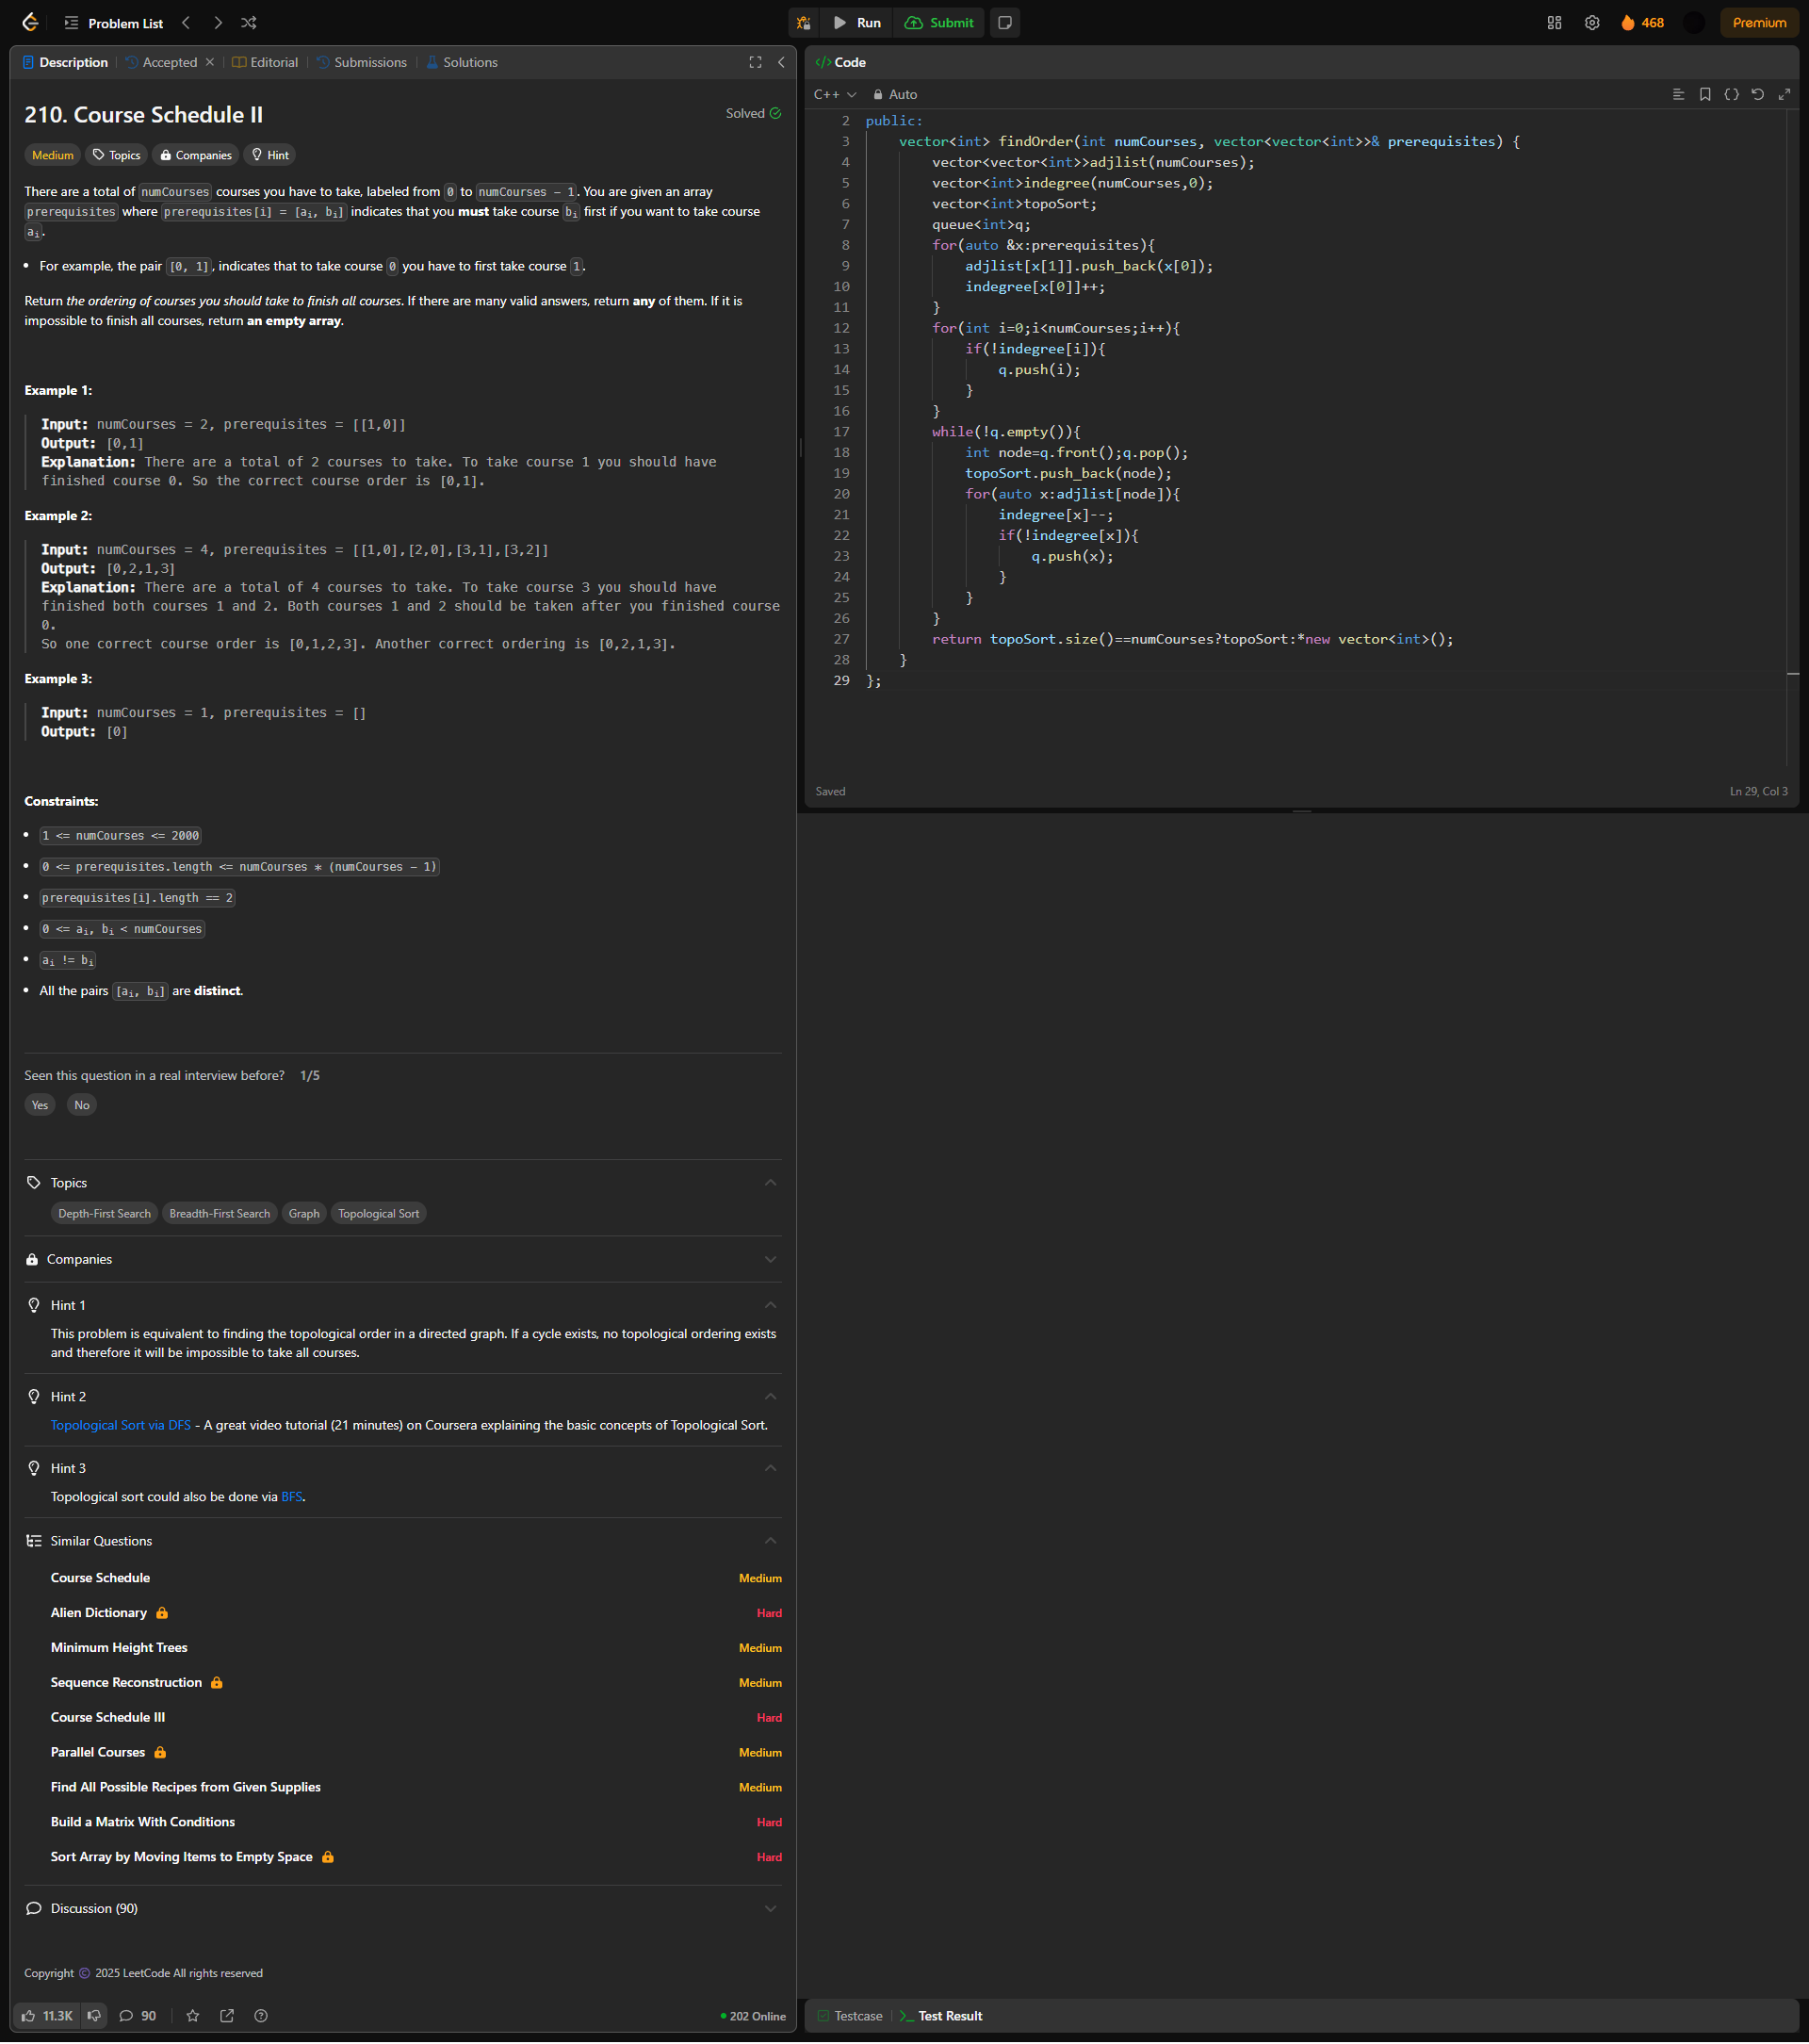 Problem List
Run
Submit
468
Premium
Description
Accepted
Editorial
Submissions
Solutions
210. Course Schedule II
Solved
Medium
Topics
Companies
Hint
There are a total of numCourses courses you have to take, labeled from 0 to numCourses - 1. You are given an array
prerequisites where prerequisites[i] = [ai, bi] indicates that you must take course bi first if you want to take course
ai.
• For example, the pair [0, 1], indicates that to take course 0 you have to first take course 1.
Return the ordering of courses you should take to finish all courses. If there are many valid answers, return any of them. If it is
impossible to finish all courses, return an empty array.
Example 1:
Input: numCourses = 2, prerequisites = [[1,0]]
Output: [0,1]
Explanation: There are a total of 2 courses to take. To take course 1 you should have
finished course 0. So the correct course order is [0,1].
Example 2:
Input: numCourses = 4, prerequisites = [[1,0],[2,0],[3,1],[3,2]]
Output: [0,2,1,3]
Explanation: There are a total of 4 courses to take. To take course 3 you should have
finished both courses 1 and 2. Both courses 1 and 2 should be taken after you finished course
0.
So one correct course order is [0,1,2,3]. Another correct ordering is [0,2,1,3].
Example 3:
Input: numCourses = 1, prerequisites = []
Output: [0]
Constraints:
• 1 <= numCourses <= 2000
• 0 <= prerequisites.length <= numCourses * (numCourses - 1)
• prerequisites[i].length == 2
• 0 <= ai, bi < numCourses
• ai != bi
• All the pairs [ai, bi] are distinct.
Seen this question in a real interview before? 1/5
Yes
No
Topics
Depth-First Search
Breadth-First Search
Graph
Topological Sort
Companies
Hint 1
This problem is equivalent to finding the topological order in a directed graph. If a cycle exists, no topological ordering exists
and therefore it will be impossible to take all courses.
Hint 2
Topological Sort via DFS - A great video tutorial (21 minutes) on Coursera explaining the basic concepts of Topological Sort.
Hint 3
Topological sort could also be done via BFS.
Similar Questions
Course Schedule Medium
Alien Dictionary Hard
Minimum Height Trees Medium
Sequence Reconstruction Medium
Course Schedule III Hard
Parallel Courses Medium
Find All Possible Recipes from Given Supplies Medium
Build a Matrix With Conditions Hard
Sort Array by Moving Items to Empty Space Hard
Discussion (90)
Copyright © 2025 LeetCode All rights reserved
11.3K
90
202 Online
</> Code
C++
Auto
2 public:
3 vector<int> findOrder(int numCourses, vector<vector<int>>& prerequisites) {
4 vector<vector<int>>adjlist(numCourses);
5 vector<int>indegree(numCourses,0);
6 vector<int>topoSort;
7 queue<int>q;
8 for(auto &x:prerequisites){
9 adjlist[x[1]].push_back(x[0]);
10 indegree[x[0]]++;
11 }
12 for(int i=0;i<numCourses;i++){
13 if(!indegree[i]){
14 q.push(i);
15 }
16 }
17 while(!q.empty()){
18 int node=q.front();q.pop();
19 topoSort.push_back(node);
20 for(auto x:adjlist[node]){
21 indegree[x]--;
22 if(!indegree[x]){
23 q.push(x);
24 }
25 }
26 }
27 return topoSort.size()==numCourses?topoSort:*new vector<int>();
28 }
29 };
Saved
Ln 29, Col 3
Testcase
Test Result